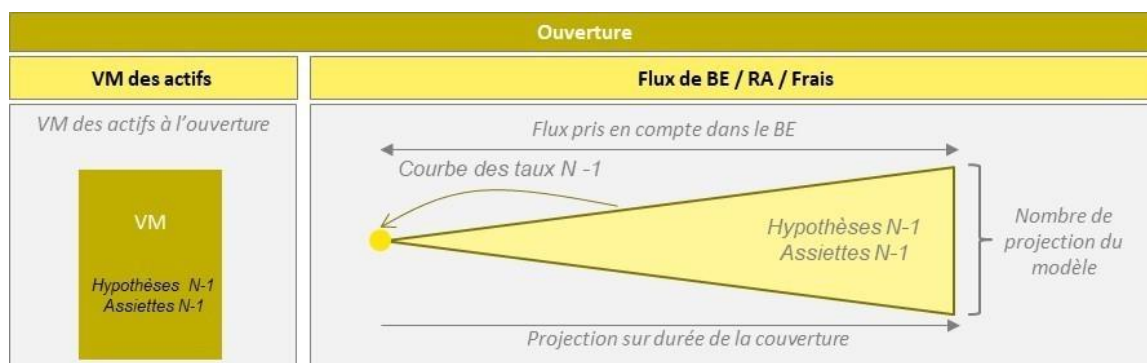 Ouverture
VM des actifs
Flux de BE / RA / Frais
VM des actifs à l'ouverture
VM
Hypothèses N-1
Assiettes N-1
Flux pris en compte dans le BE
Courbe des taux N -1
Hypothèses N-1
Assiettes N-1
Nombre de
projection du
modèle
Projection sur durée de la couverture